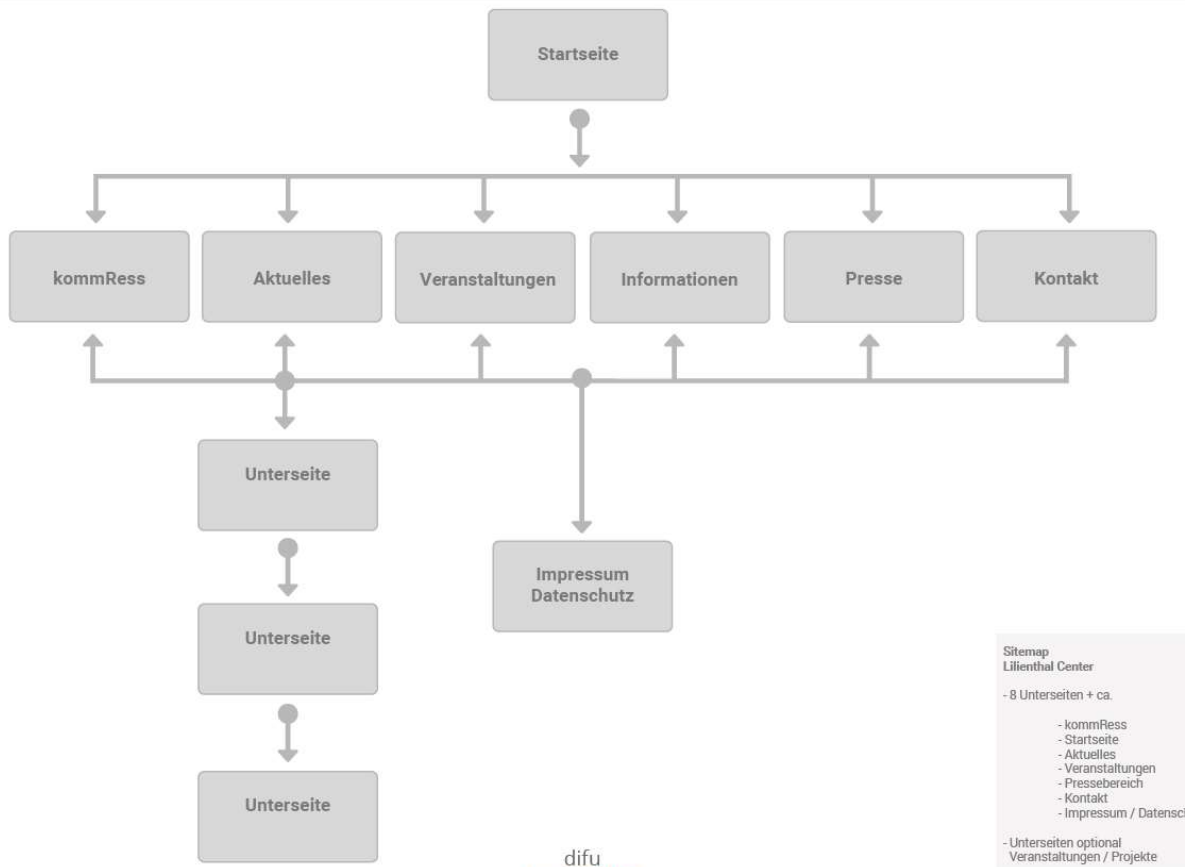 Startseite
kommRess
Aktuelles
Veranstaltungen
Informationen
Presse
Kontakt
Unterseite
Impressum
Datenschutz
Unterseite
Unterseite
Sitemap
Lilienthal Center
- 8 Unterseiten + ca.
- kommRess
- Startseite
- Aktuelles
- Veranstaltungen
- Pressebereich
- Kontakt
- Impressum / Datensc
- Unterseiten optional
Veranstaltungen / Projekte
difu